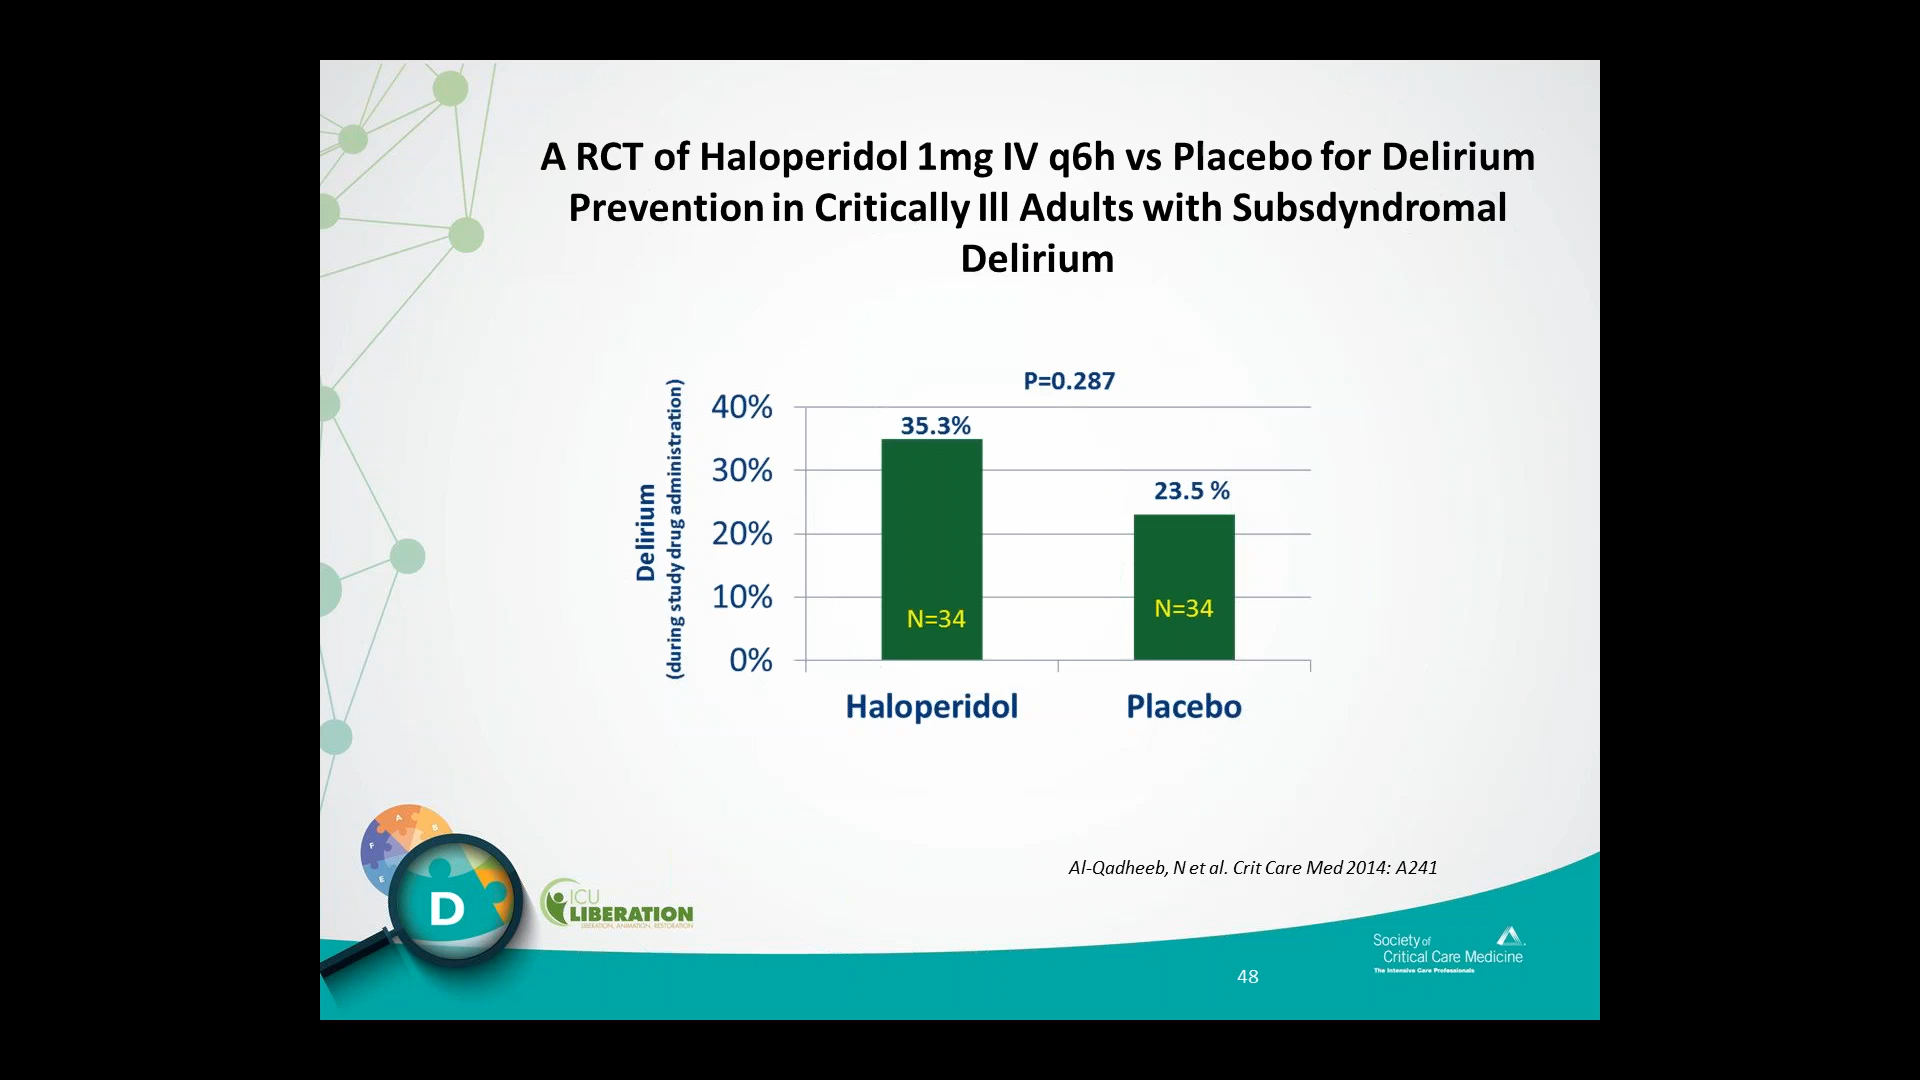 A RCT of Haloperidol 1mg IV q6h vs Placebo for Delirium
Prevention in Critically Ill Adults with Subsdyndromal
Delirium
P=0.287
Delirium
(during study drug administration)
40%
30%
20%
10%
0%
35.3%
23.5 %
N=34
N=34
Haloperidol
Placebo
Al-Qadheeb, N et al. Crit Care Med 2014: A241
A
B
F
E
D
ICU
LIBERATION
LIBERATION, ANIMATION, RESTORATION
Society of
Critical Care Medicine
The Intensive Care Professionals
48